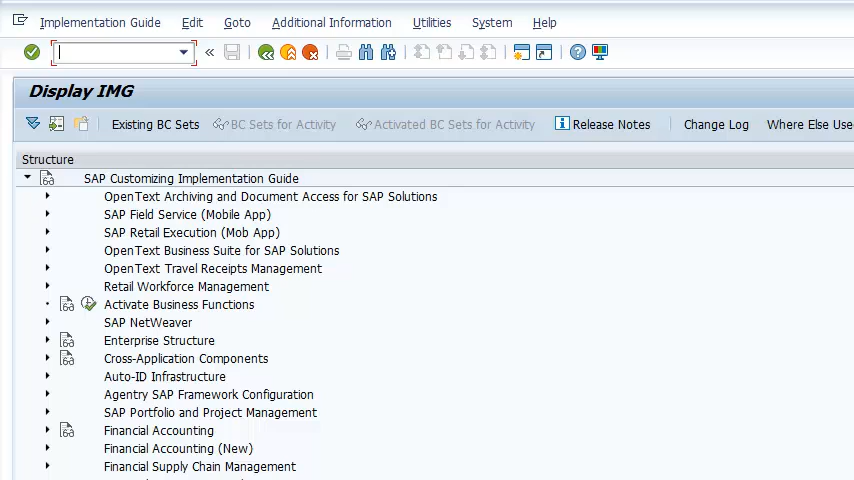 Implementation Guide Edit Goto Additional Information Utilities System Help
Display IMG
Existing BC Sets BC Sets for Activity Activated BC Sets for Activity Release Notes Change Log Where Else Use
Structure
SAP Customizing Implementation Guide
OpenText Archiving and Document Access for SAP Solutions
SAP Field Service (Mobile App)
SAP Retail Execution (Mob App)
OpenText Business Suite for SAP Solutions
OpenText Travel Receipts Management
Retail Workforce Management
Activate Business Functions
SAP NetWeaver
Enterprise Structure
Cross-Application Components
Auto-ID Infrastructure
Agentry SAP Framework Configuration
SAP Portfolio and Project Management
Financial Accounting
Financial Accounting (New)
Financial Supply Chain Management